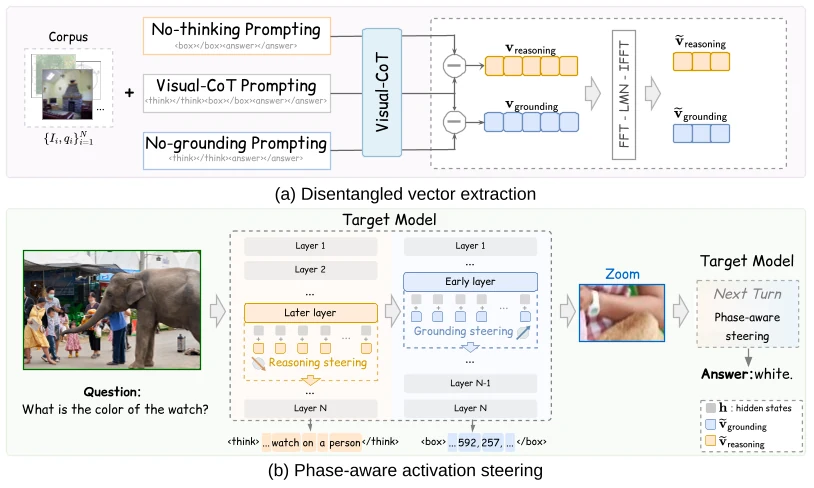 Corpus
...
{I_i, q_i}_{i=1}^N
+
No-thinking Prompting
<box></box><answer></answer>
Visual-CoT Prompting
<think></think><box></box><answer></answer>
No-grounding Prompting
<think></think><answer></answer>
Visual-CoT
−
−
v_reasoning
v_grounding
FFT - LMN - IFFT
ṽ_reasoning
ṽ_grounding
(a) Disentangled vector extraction
Target Model
Layer 1
Layer 2
...
Later layer
+ + + + +
...
Reasoning steering
...
Layer N
<think> ...watch on a person</think>
Layer 1
...
Early layer
+ + + + +
...
Grounding steering
...
Layer N-1
Layer N
<box> ... 592, 257, ... </box>
Question:
What is the color of the watch?
Zoom
Target Model
Next Turn
Phase-aware
steering
Answer:white.
h : hidden states
ṽ_grounding
ṽ_reasoning
(b) Phase-aware activation steering